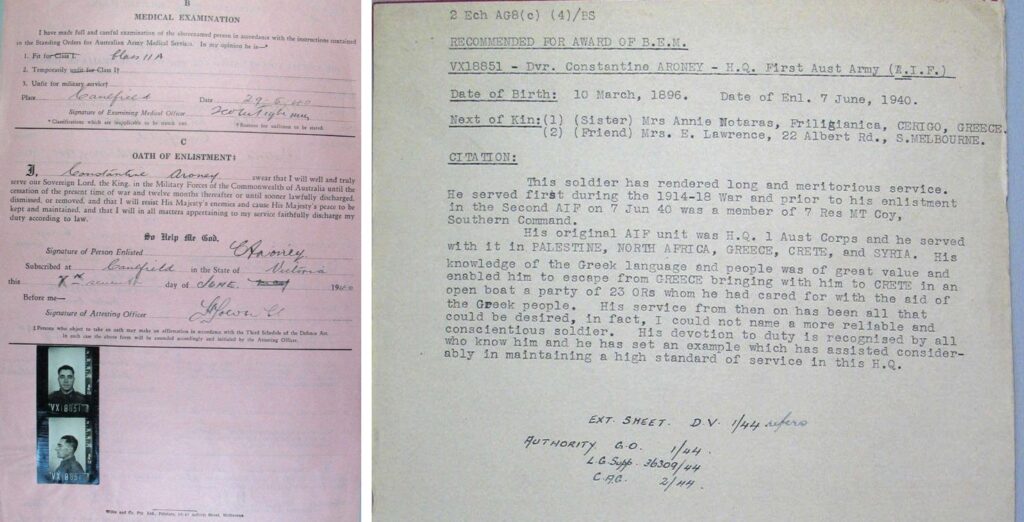 B
MEDICAL EXAMINATION
I have made full and careful examination of the abovenamed person in accordance with the instructions contained
in the Standing Orders for Australian Army Medical Services. In my opinion he is—*
1. Fit for Class I. Class II A
2. Temporarily unfit for Class I†
3. Unfit for military service†
Place Caulfield Date
Signature of Examining Medical Officer
* Classifications which are inapplicable to be struck out. † Reasons for unfitness to be stated.
C
OATH OF ENLISTMENT‡
I, Constantine Aroney swear that I will well and truly
serve our Sovereign Lord, the King, in the Military Forces of the Commonwealth of Australia until the
cessation of the present time of war and twelve months thereafter or until sooner lawfully discharged,
dismissed, or removed, and that I will resist His Majesty's enemies and cause His Majesty's peace to be
kept and maintained, and that I will in all matters appertaining to my service faithfully discharge my
duty according to law.
So Help Me God.
Signature of Person Enlisted CAroney
Subscribed at Caulfield in the State of Victoria
this seventh day of JUNE 1940
Before me—
Signature of Attesting Officer
‡ Persons who object to take an oath may make an affirmation in accordance with the Third Schedule of the Defence Act.
In such case the above form will be amended accordingly and initialed by the Attesting Officer.
VX18851
VX18851
2 Ech AG8(c) (4)/BS
RECOMMENDED FOR AWARD OF B.E.M.
VX18851 - Dvr. Constantine ARONEY - H.Q. First Aust Army (A.I.F.)
Date of Birth: 10 March, 1896. Date of Enl. 7 June, 1940.
Next of Kin:(1) (Sister) Mrs Annie Notaras, Friligianica, CERIGO, GREECE.
(2) (Friend) Mrs. E. Lawrence, 22 Albert Rd., S.MELBOURNE.
CITATION:
This soldier has rendered long and meritorious service.
He served first during the 1914-18 War and prior to his enlistment
in the Second AIF on 7 Jun 40 was a member of 7 Res MT Coy,
Southern Command.
His original AIF unit was H.Q. 1 Aust Corps and he served
with it in PALESTINE, NORTH AFRICA, GREECE, CRETE, and SYRIA. His
knowledge of the Greek language and people was of great value and
enabled him to escape from GREECE bringing with him to CRETE in an
open boat a party of 23 ORs whom he had cared for with the aid of
the Greek people. His service from then on has been all that
could be desired, in fact, I could not name a more reliable and
conscientious soldier. His devotion to duty is recognised by all
who know him and he has set an example which has assisted consider-
ably in maintaining a high standard of service in this H.Q.
EXT. SHEET. D.V. 1/44 refers
AUTHORITY G.O. 1/44.
L.G Supp. 36309/44
C.A.G. 2/44.